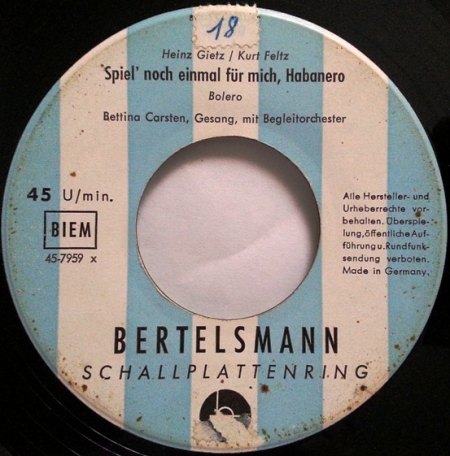 18
Heinz Gietz / Kurt Feltz
Spiel' noch einmal für mich, Habanero
Bolero
Bettina Carsten, Gesang, mit Begleitorchester
45 U/min.
BIEM
45-7959 x
Alle Hersteller- und
Urheberrechte vor-
behalten. Überspie-
lung, öffentliche Auf-
führung u. Rundfunk-
sendung verboten.
Made in Germany.
BERTELSMANN
SCHALLPLATTENRING
b